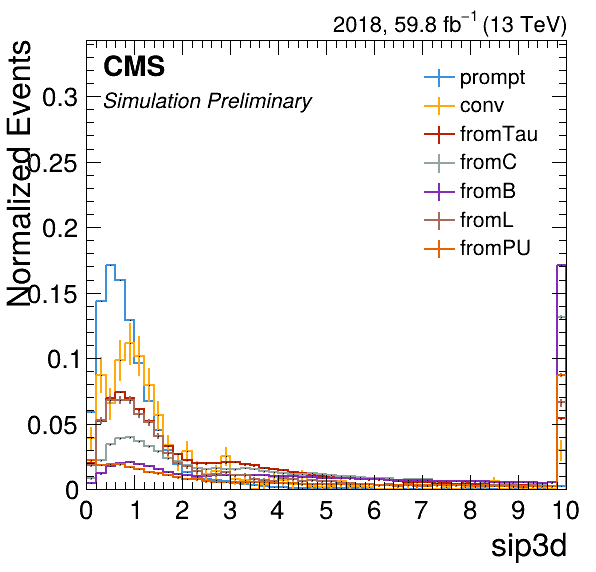 2018, 59.8 fb−1 (13 TeV)
CMS
Simulation Preliminary
Normalized Events
prompt
conv
fromTau
fromC
fromB
fromL
fromPU
0.3
0.25
0.2
0.15
0.1
0.05
0
0 1 2 3 4 5 6 7 8 9 10
sip3d